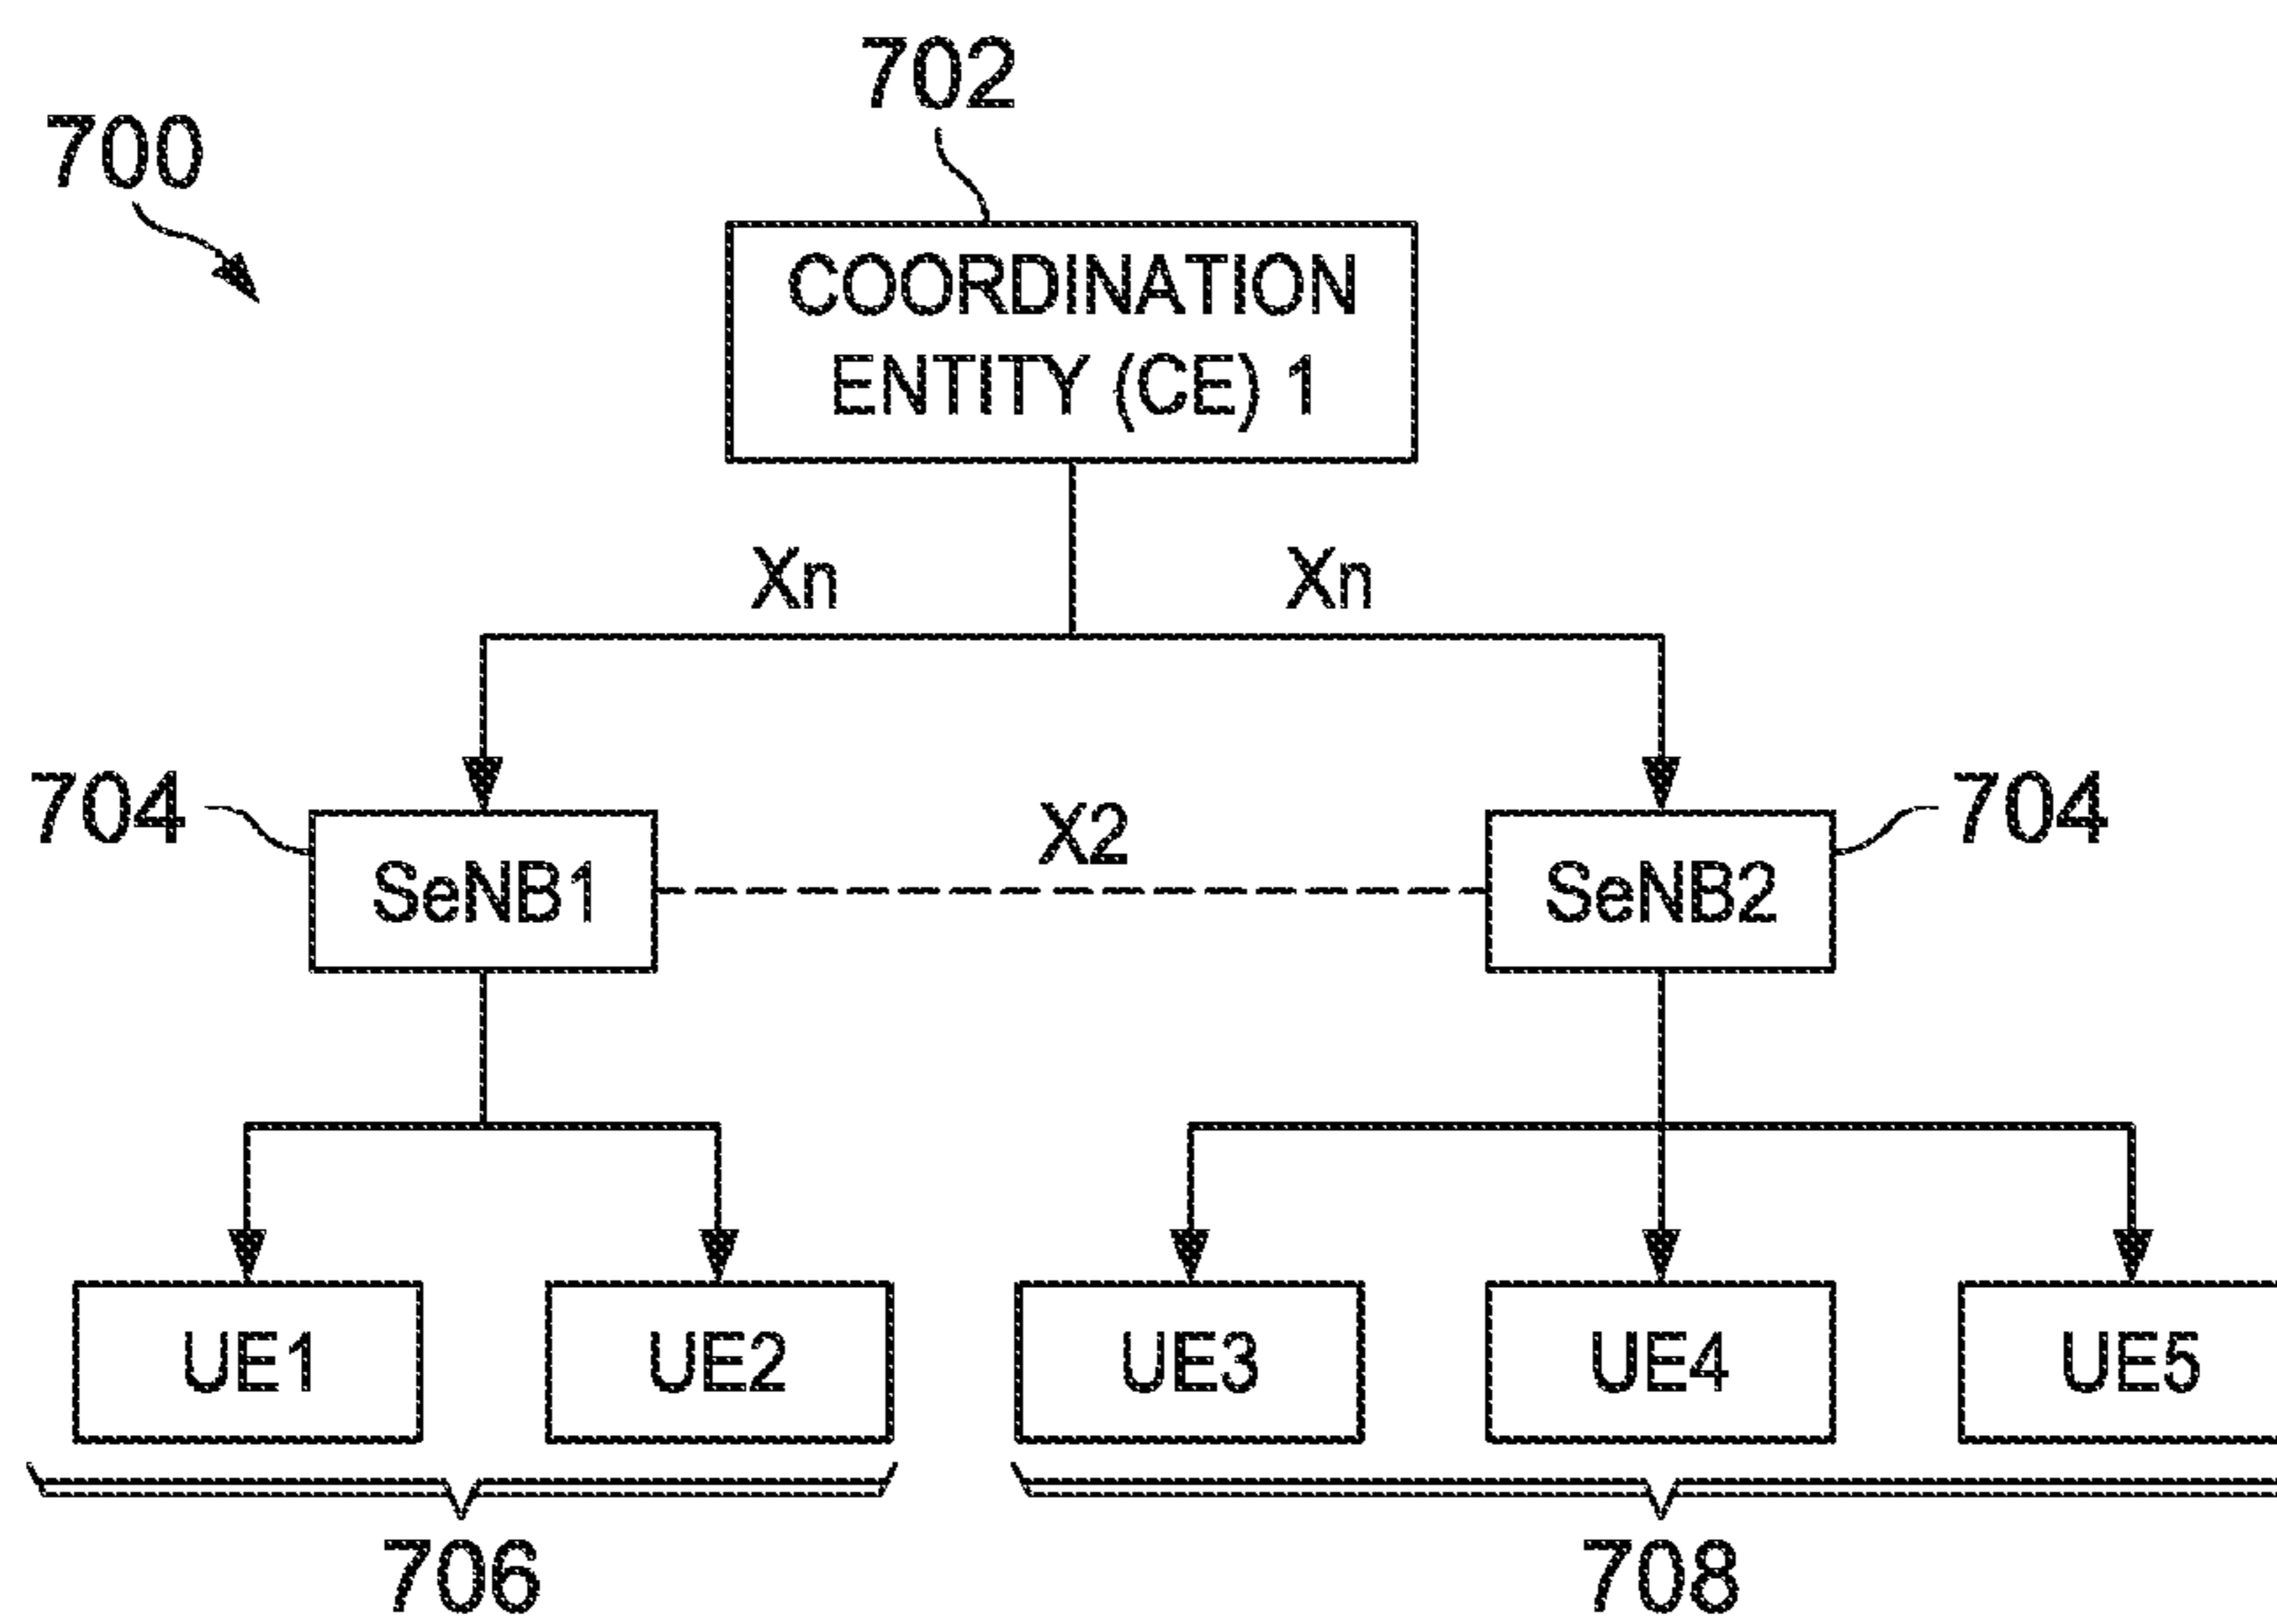 702
700
COORDINATION
ENTITY (CE) 1
Xn Xn
704 SeNB1 X2 SeNB2 704
UE1 UE2 UE3 UE4 UE5
706 708